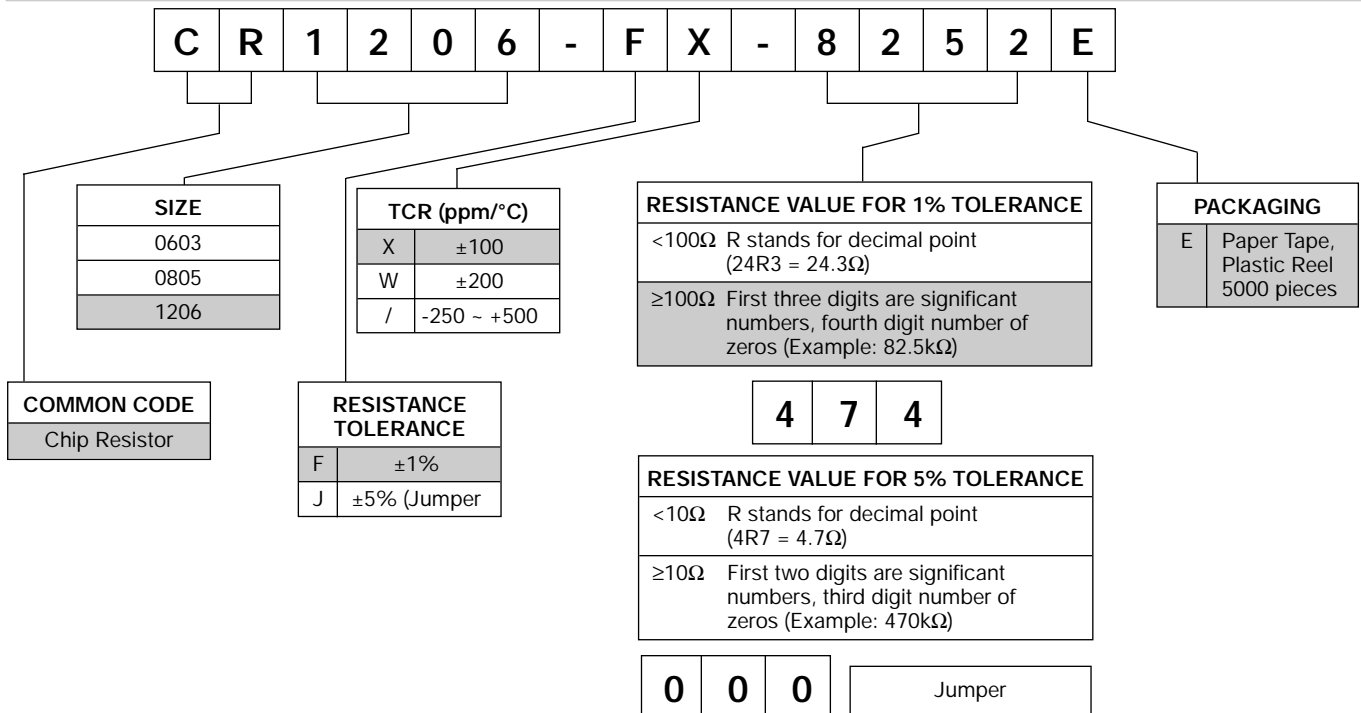 C R 1 2 0 6 - F X - 8 2 5 2 E
SIZE
0603
0805
1206
TCR (ppm/°C)
X ±100
W ±200
/ -250 ~ +500
RESISTANCE VALUE FOR 1% TOLERANCE
<100Ω R stands for decimal point
(24R3 = 24.3Ω)
≥100Ω First three digits are significant
numbers, fourth digit number of
zeros (Example: 82.5kΩ)
PACKAGING
E Paper Tape,
Plastic Reel
5000 pieces
COMMON CODE
Chip Resistor
RESISTANCE
TOLERANCE
F ±1%
J ±5% (Jumper
4 7 4
RESISTANCE VALUE FOR 5% TOLERANCE
<10Ω R stands for decimal point
(4R7 = 4.7Ω)
≥10Ω First two digits are significant
numbers, third digit number of
zeros (Example: 470kΩ)
0 0 0 Jumper